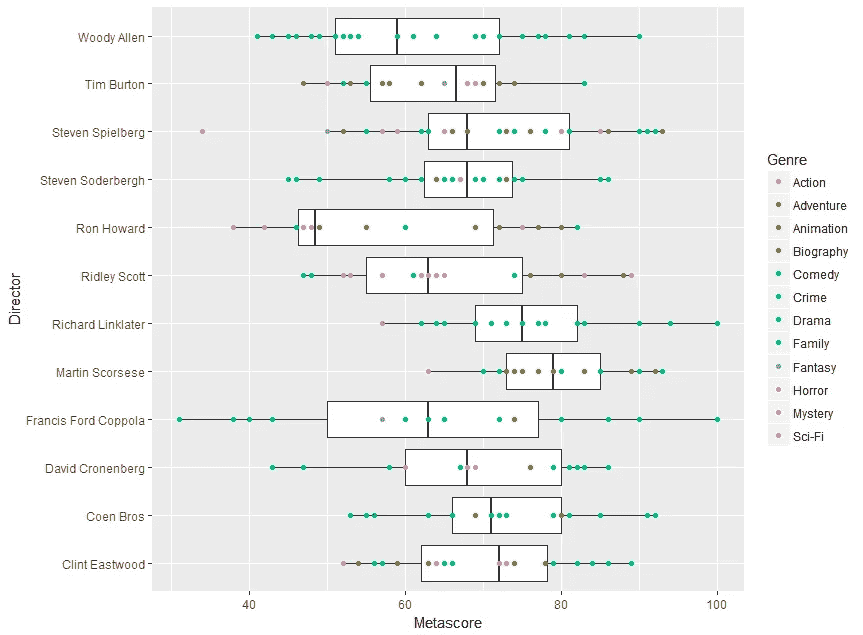 Woody Allen
Tim Burton
Steven Spielberg
Steven Soderbergh
Ron Howard
Ridley Scott
Richard Linklater
Martin Scorsese
Francis Ford Coppola
David Cronenberg
Coen Bros
Clint Eastwood
Director
40 60 80 100
Metascore
Genre
Action
Adventure
Animation
Biography
Comedy
Crime
Drama
Family
Fantasy
Horror
Mystery
Sci-Fi